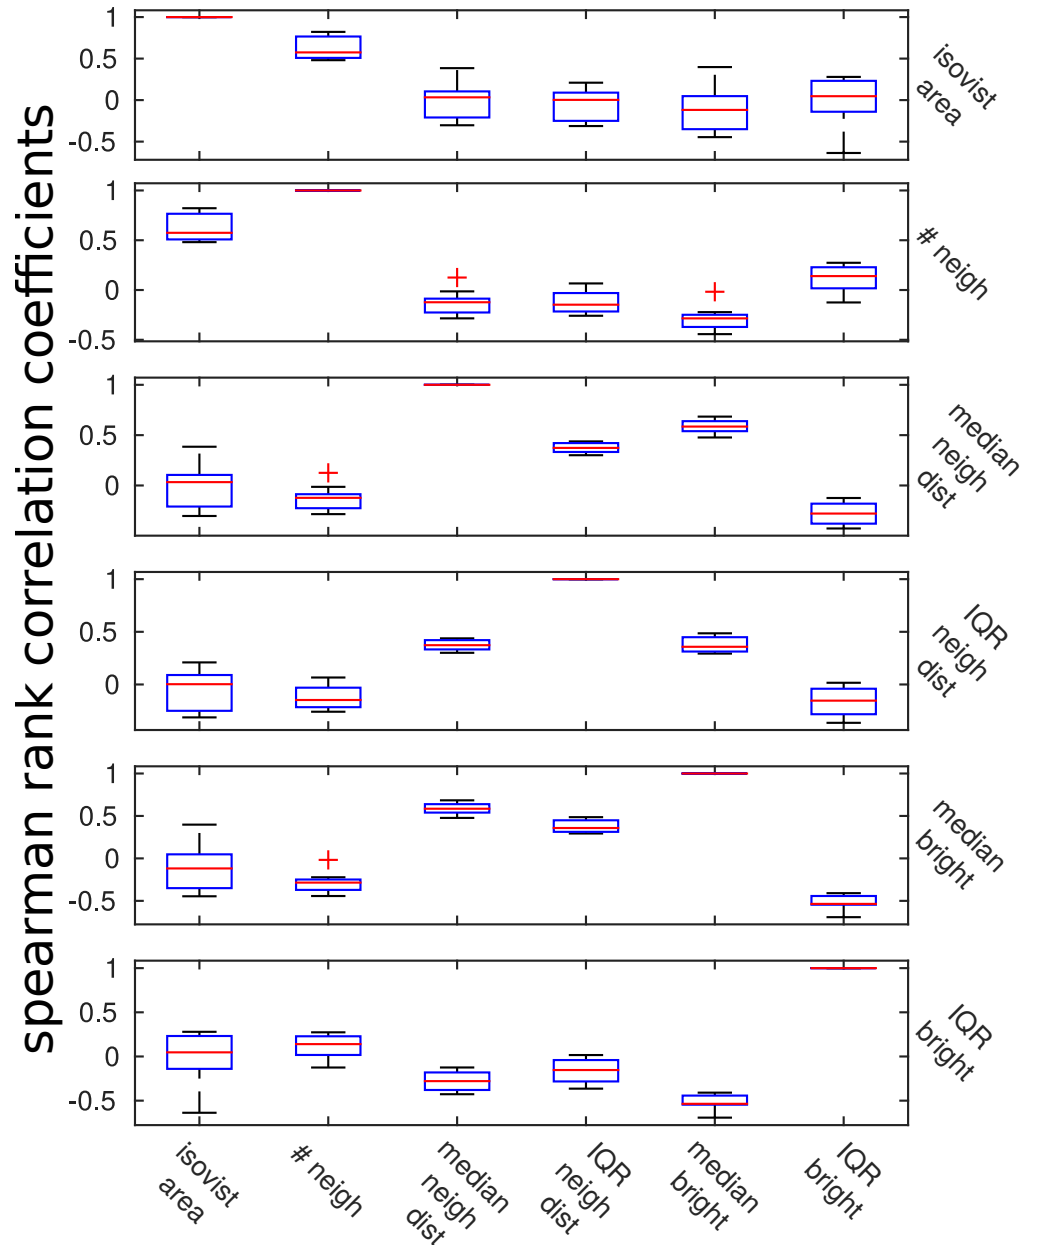 spearman rank correlation coefficients
1
0.5
0
-0.5
isovist
area
1
0.5
0
-0.5
# neigh
1
0.5
0
median
neigh
dist
1
0.5
0
IQR
neigh
dist
1
0.5
0
-0.5
median
bright
1
0.5
0
-0.5
IQR
bright
isovist
area
# neigh
median
neigh
dist
IQR
neigh
dist
median
bright
IQR
bright